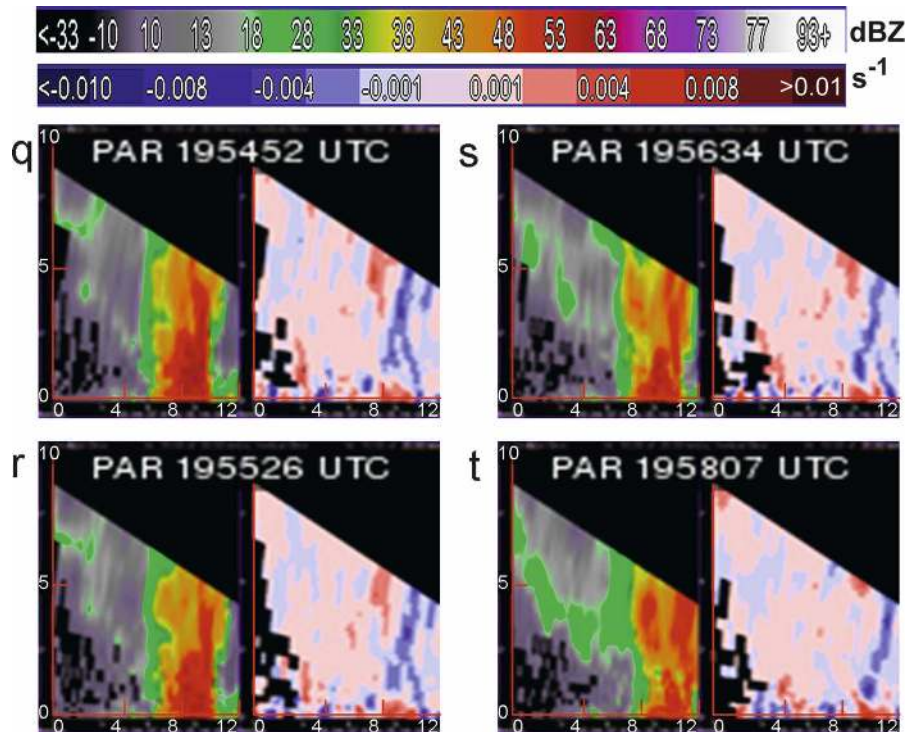 <-33 -10 10 13 18 28 33 38 43 48 53 63 68 73 77 93+ dBZ
<-0.010 -0.008 -0.004 -0.001 0.001 0.004 0.008 >0.01 s-1
q
10
PAR 195452 UTC
5
0
0 4 8 12 0 4 8 12
s
10
PAR 195634 UTC
5
0
0 4 8 12 0 4 8 12
r
10
PAR 195526 UTC
5
0
0 4 8 12 0 4 8 12
t
10
PAR 195807 UTC
5
0
0 4 8 12 0 4 8 12